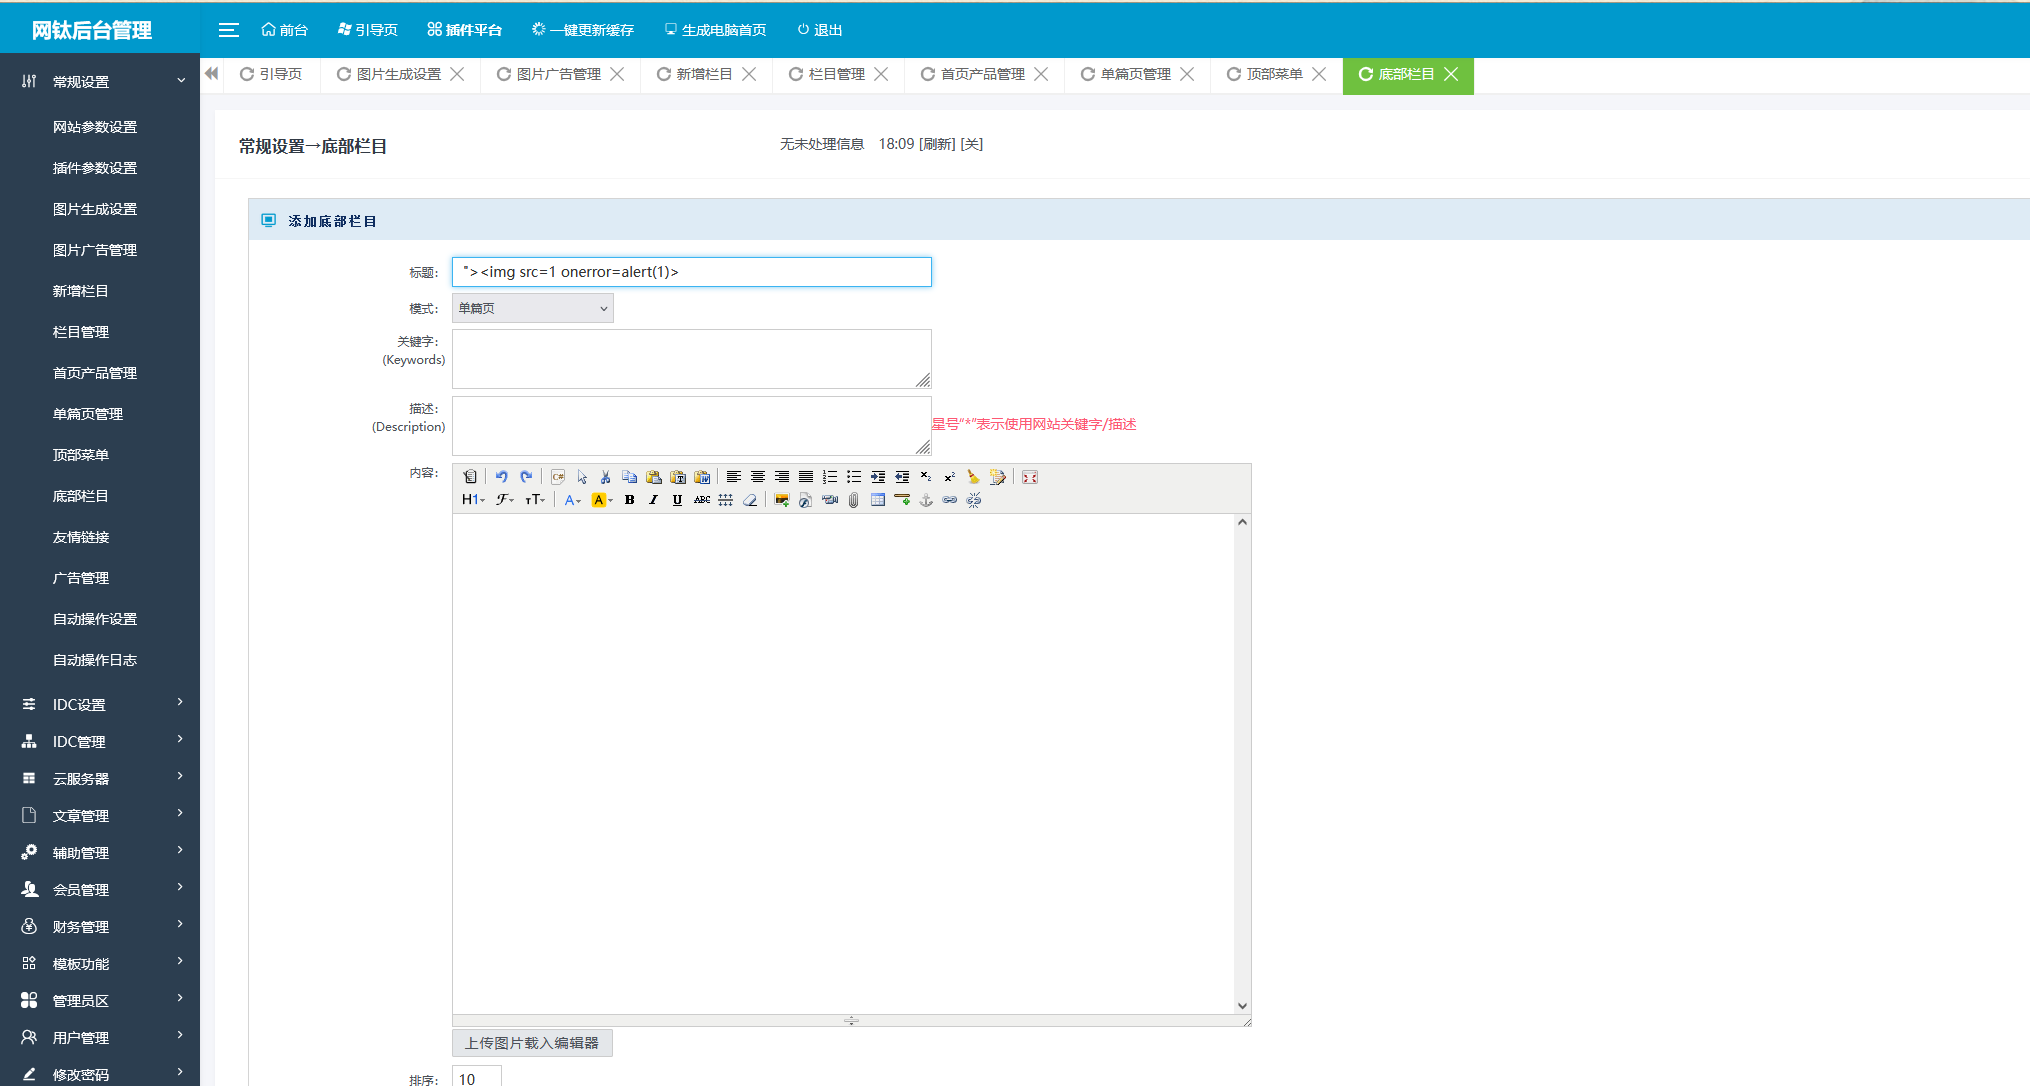 网钛后台管理
前台 引导页 插件平台 一键更新缓存 生成电脑首页 退出
引导页 图片生成设置 图片广告管理 新增栏目 栏目管理 首页产品管理 单篇页管理 顶部菜单 底部栏目
常规设置
网站参数设置
插件参数设置
图片生成设置
图片广告管理
新增栏目
栏目管理
首页产品管理
单篇页管理
顶部菜单
底部栏目
友情链接
广告管理
自动操作设置
自动操作日志
IDC设置
IDC管理
云服务器
文章管理
辅助管理
会员管理
财务管理
模板功能
管理员区
用户管理
修改密码
常规设置→底部栏目
无未处理信息 18:09 [刷新] [关]
添加底部栏目
标题: "><img src=1 onerror=alert(1)>
模式: 单篇页
关键字:
(Keywords)
描述:
(Description)
星号“*”表示使用网站关键字/描述
内容:
H1 F TT A A B I U ABC
上传图片载入编辑器
排序: 10